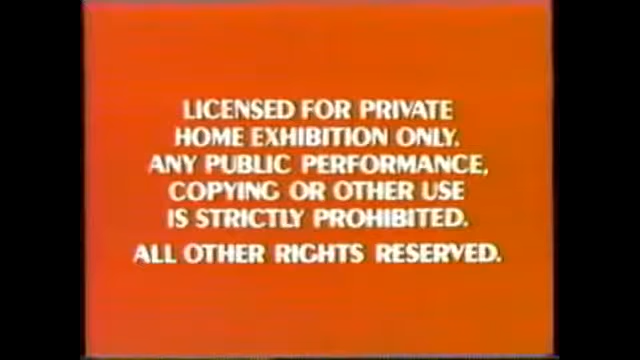 LICENSED FOR PRIVATE
HOME EXHIBITION ONLY.
ANY PUBLIC PERFORMANCE,
COPYING OR OTHER USE
IS STRICTLY PROHIBITED.
ALL OTHER RIGHTS RESERVED.